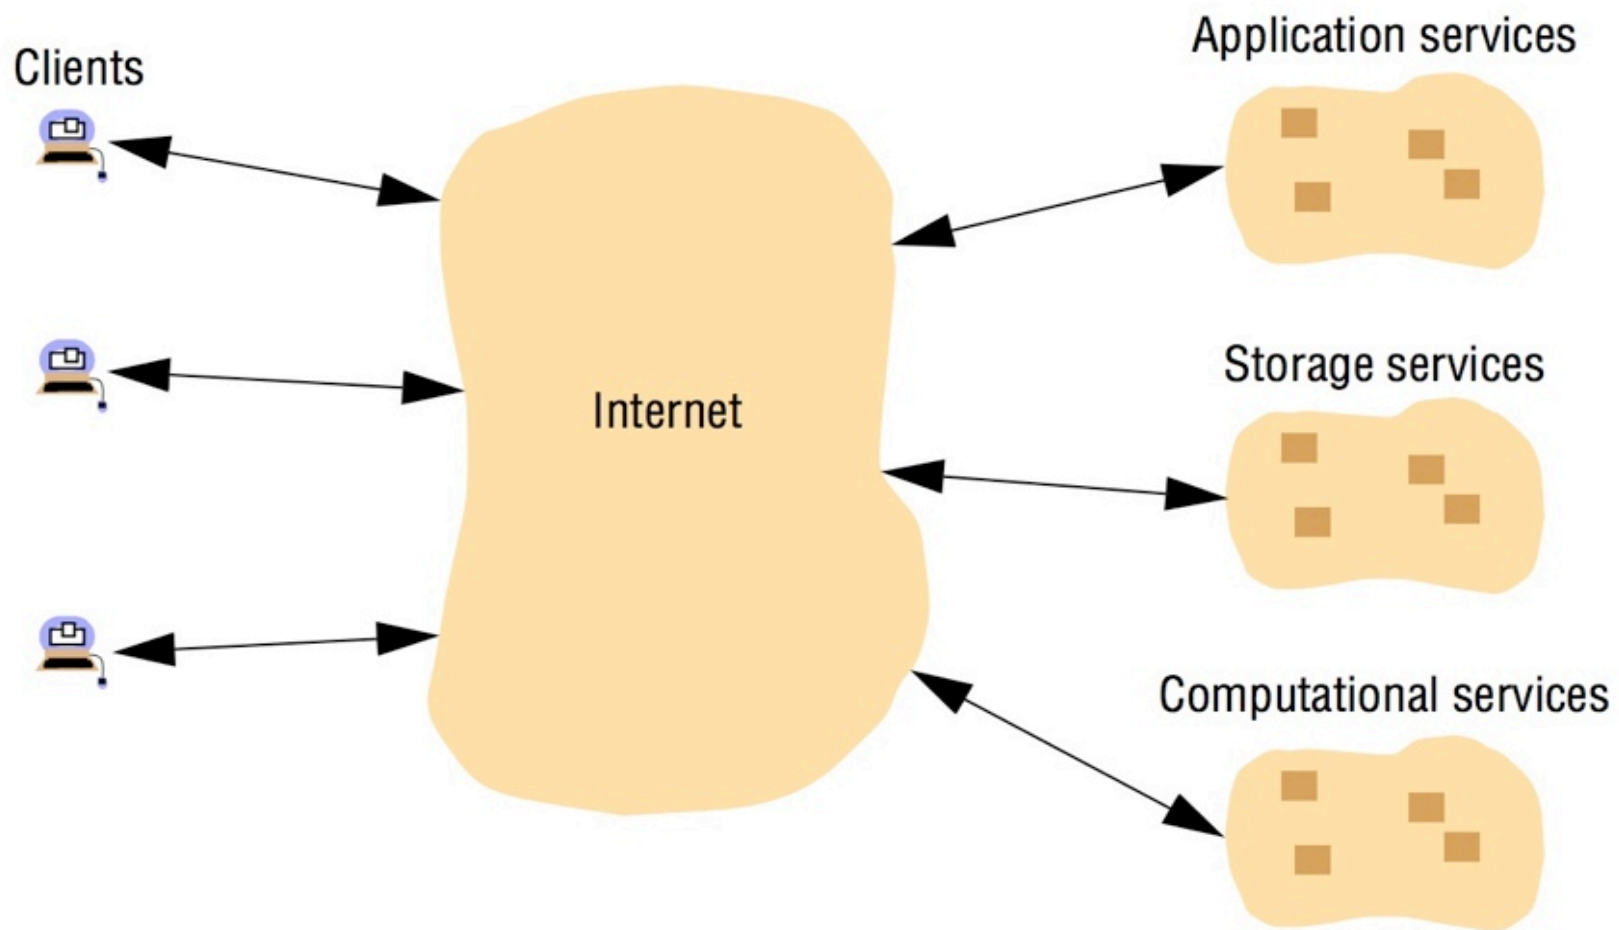 Clients
Application services
Internet
Storage services
Computational services